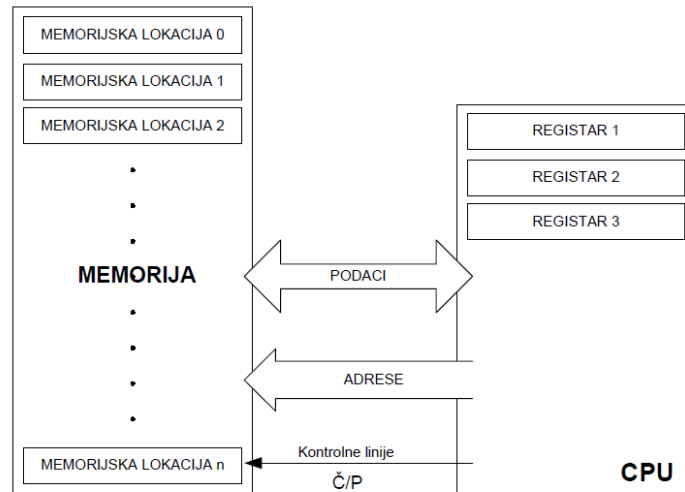 MEMORIJSKA LOKACIJA 0
MEMORIJSKA LOKACIJA 1
MEMORIJSKA LOKACIJA 2
MEMORIJA
MEMORIJSKA LOKACIJA n
PODACI
ADRESE
Kontrolne linije
Č/P
REGISTAR 1
REGISTAR 2
REGISTAR 3
CPU